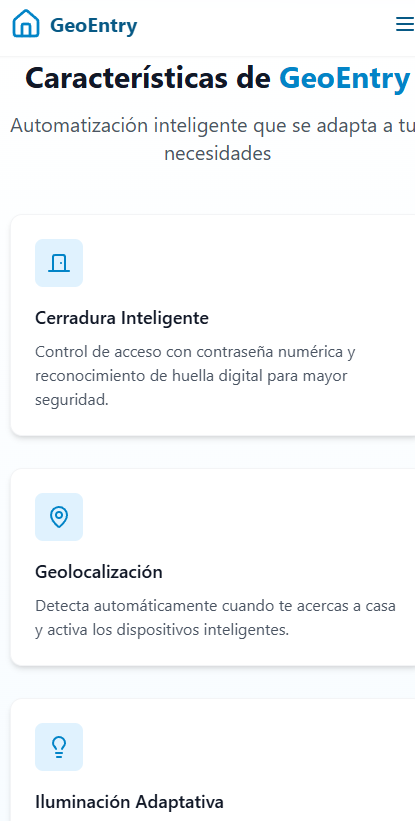 GeoEntry
Características de GeoEntry
Automatización inteligente que se adapta a tu
necesidades
Cerradura Inteligente
Control de acceso con contraseña numérica y
reconocimiento de huella digital para mayor
seguridad.
Geolocalización
Detecta automáticamente cuando te acercas a casa
y activa los dispositivos inteligentes.
Iluminación Adaptativa